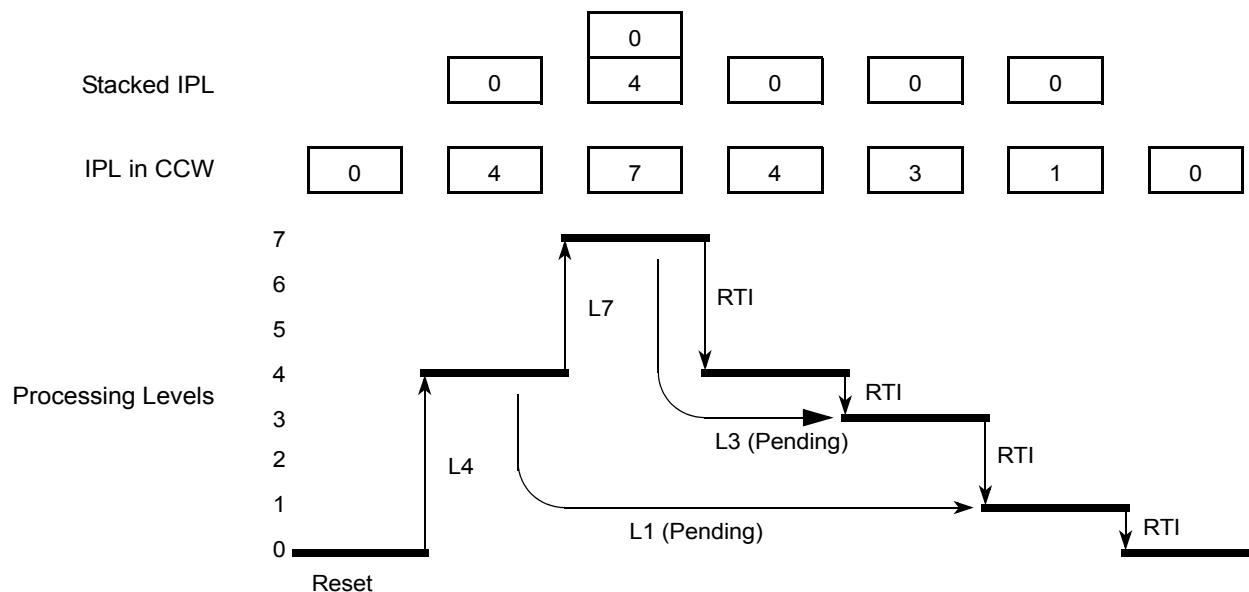 0
Stacked IPL 0 4 0 0 0
IPL in CCW 0 4 7 4 3 1 0
7
6
L7 RTI
5
4
Processing Levels
RTI
3
L3 (Pending)
2
L4 RTI
1
L1 (Pending)
RTI
0
Reset